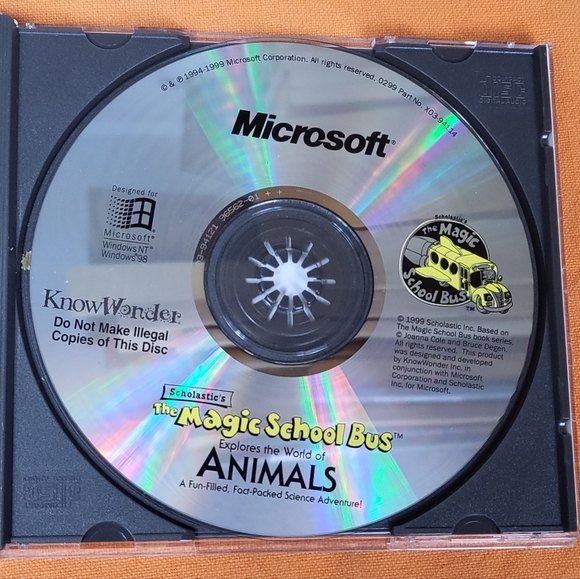 © & ℗ 1994-1999 Microsoft Corporation. All rights reserved. 0299 Part No. X03-94114
Microsoft®
Designed for
Microsoft®
Windows NT®
Windows®98
96562-01 + +
Scholastic's
The Magic
School Bus™
KnowWonder
Do Not Make Illegal
Copies of This Disc
© 1999 Scholastic Inc. Based on
The Magic School Bus book series,
© Joanna Cole and Bruce Degen.
All rights reserved. This product
was designed and developed
by KnowWonder Inc. in
conjunction with Microsoft
Corporation and Scholastic
Inc. for Microsoft.
Scholastic's
The Magic School Bus™
Explores the World of
ANIMALS
A Fun-Filled, Fact-Packed Science Adventure!